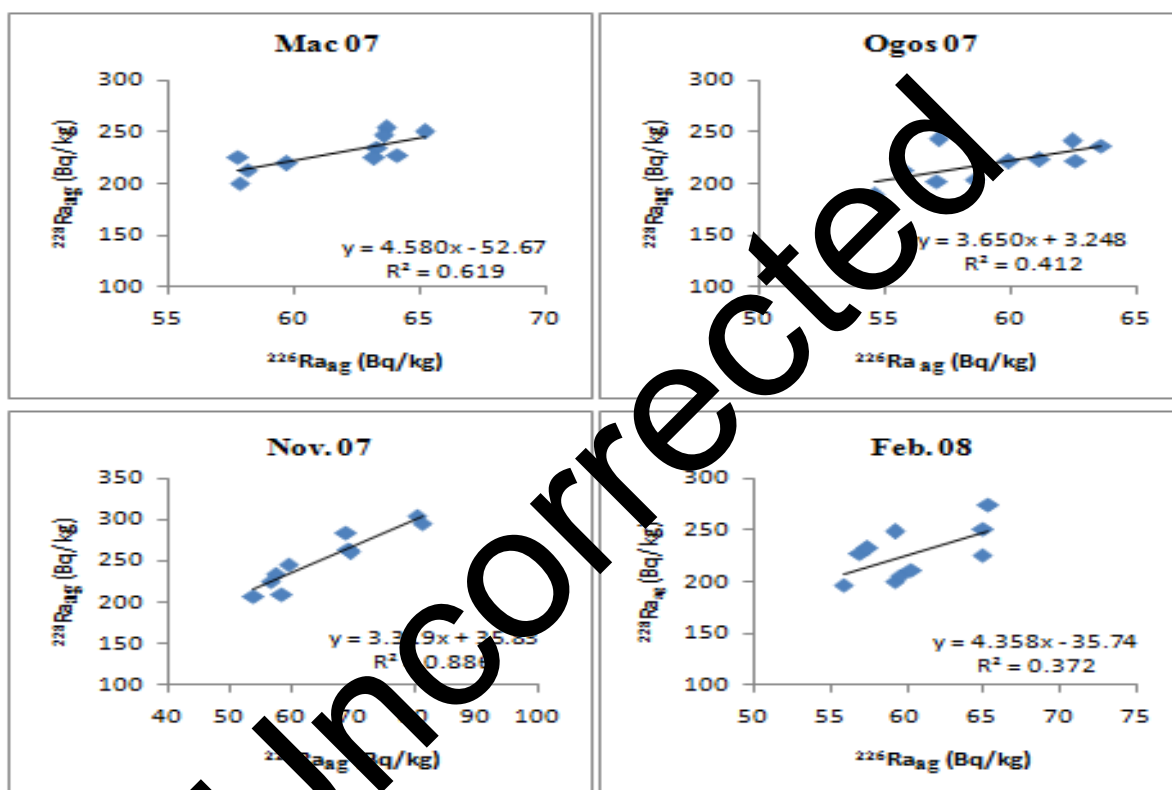 Mac 07
300
250
200
150
100
²²⁸Raag (Bq/kg)
y = 4.580x - 52.67
R² = 0.619
55 60 65 70
²²⁶Raag (Bq/kg)
Ogos 07
300
250
200
150
100
²²⁸Raag (Bq/kg)
y = 3.650x + 3.248
R² = 0.412
50 55 60 65
²²⁶Ra ag (Bq/kg)
Nov. 07
350
300
250
200
150
100
²²⁸Raag (Bq/kg)
R² 0.886
40 50 60 70 80 90 100
(Bq/kg)
Feb. 08
300
250
200
150
100
²²⁸Raag (Bq/kg)
y = 4.358x - 35.74
R² = 0.372
50 55 60 65 70 75
²²⁶Raag (Bq/kg)
Uncorrected